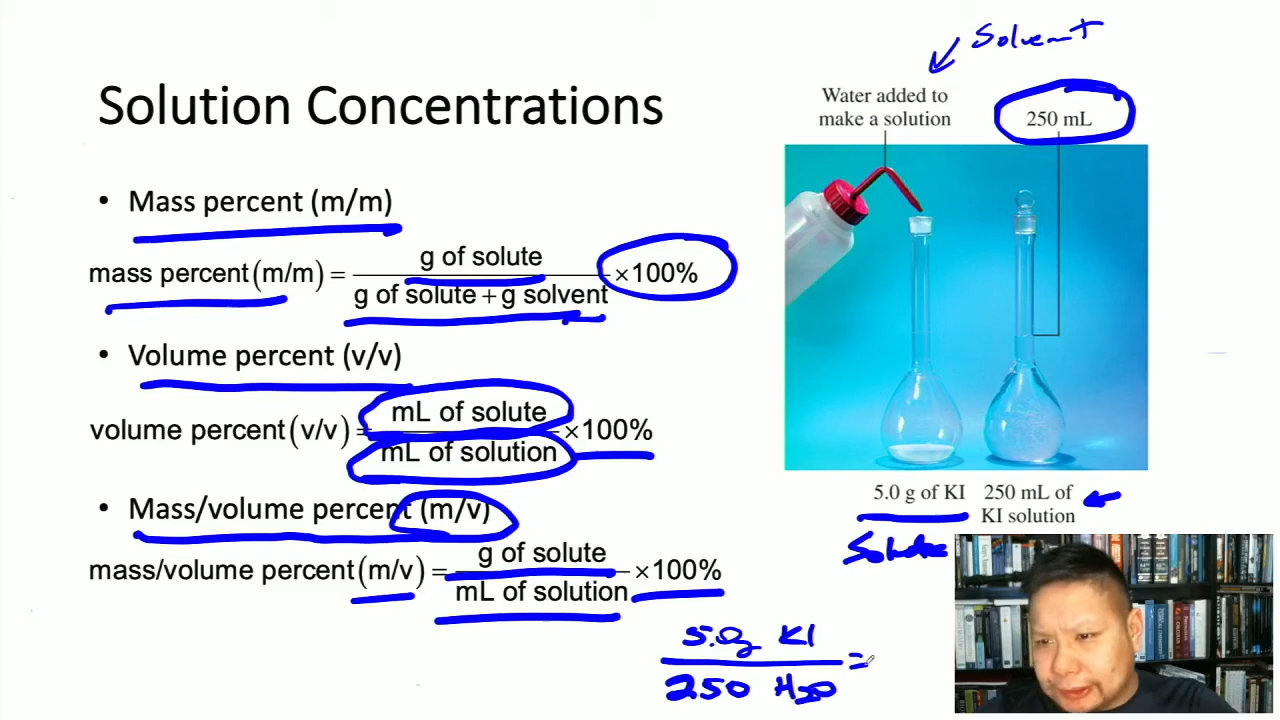 Solvent
Water added to
make a solution
250 mL
Solution Concentrations
• Mass percent (m/m)
mass percent (m/m) = g of solute
g of solute + g solvent ×100%
• Volume percent (v/v)
volume percent (v/v) = mL of solute
mL of solution ×100%
• Mass/volume percent (m/v)
mass/volume percent (m/v) = g of solute
mL of solution ×100%
5.0 g of KI
250 mL of
KI solution
Solute
5.0g KI =
250 H2O